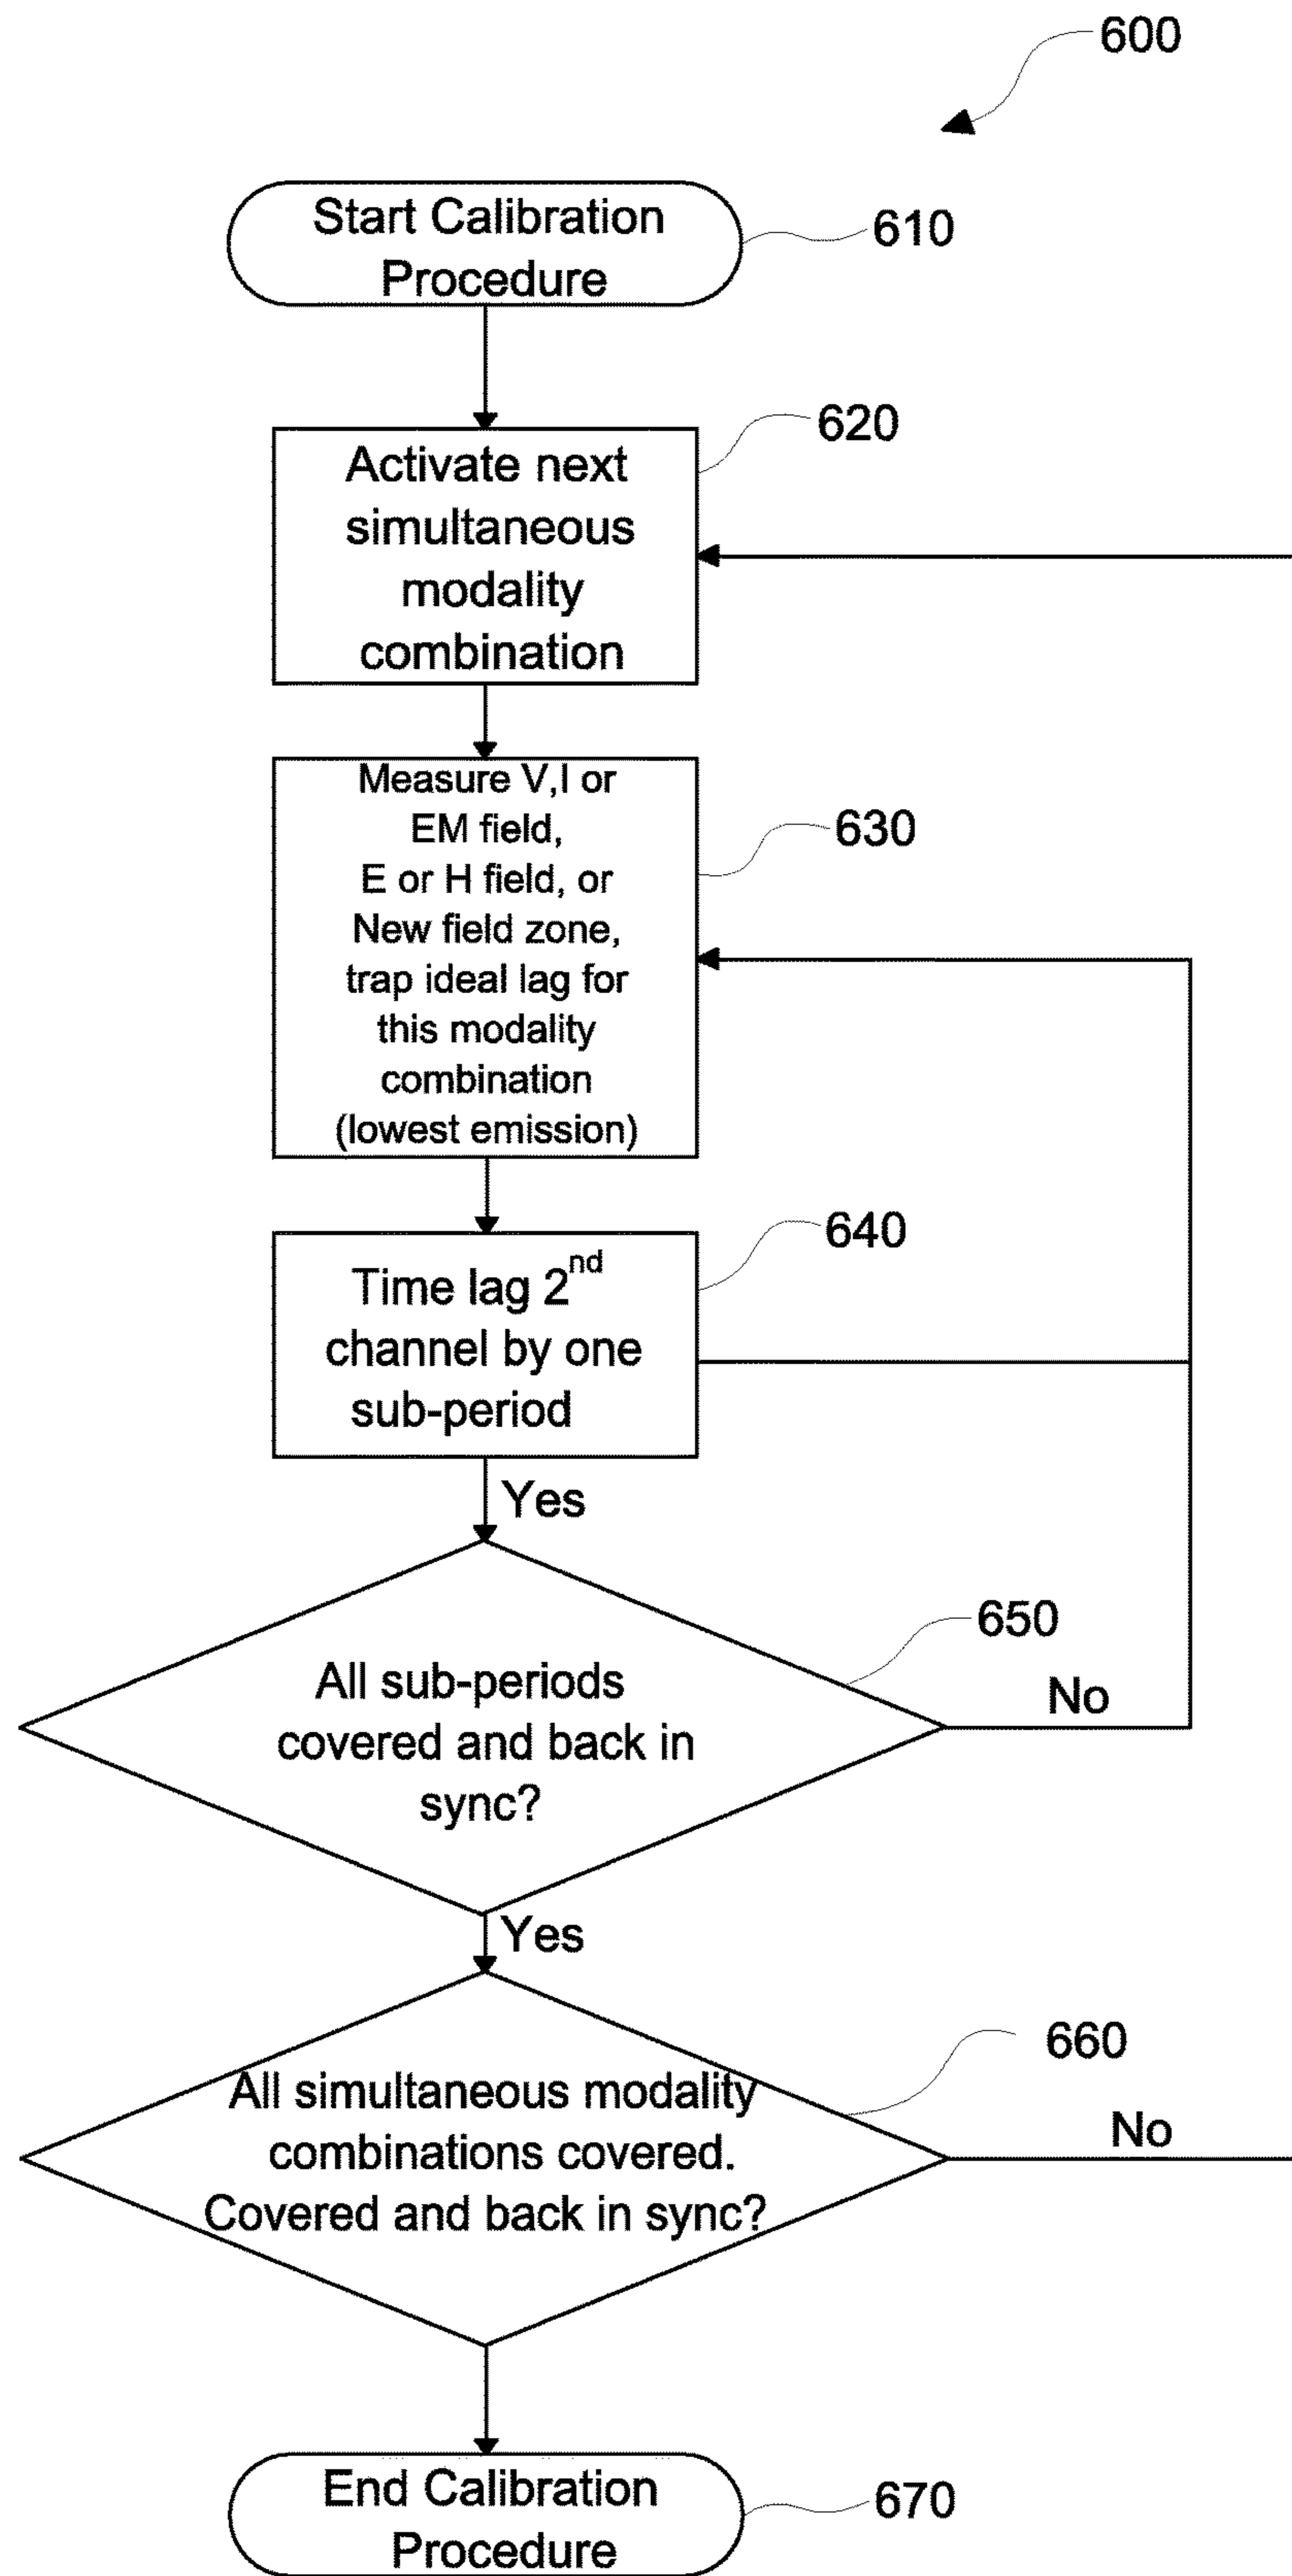 600
Start Calibration
Procedure
610
620
Activate next
simultaneous
modality
combination
Measure V,I or
EM field,
E or H field, or
New field zone,
trap ideal lag for
this modality
combination
(lowest emission)
630
640
Time lag 2nd
channel by one
sub-period
Yes
650
All sub-periods
covered and back in
sync?
No
Yes
660
All simultaneous modality
combinations covered.
Covered and back in sync?
No
End Calibration
Procedure
670